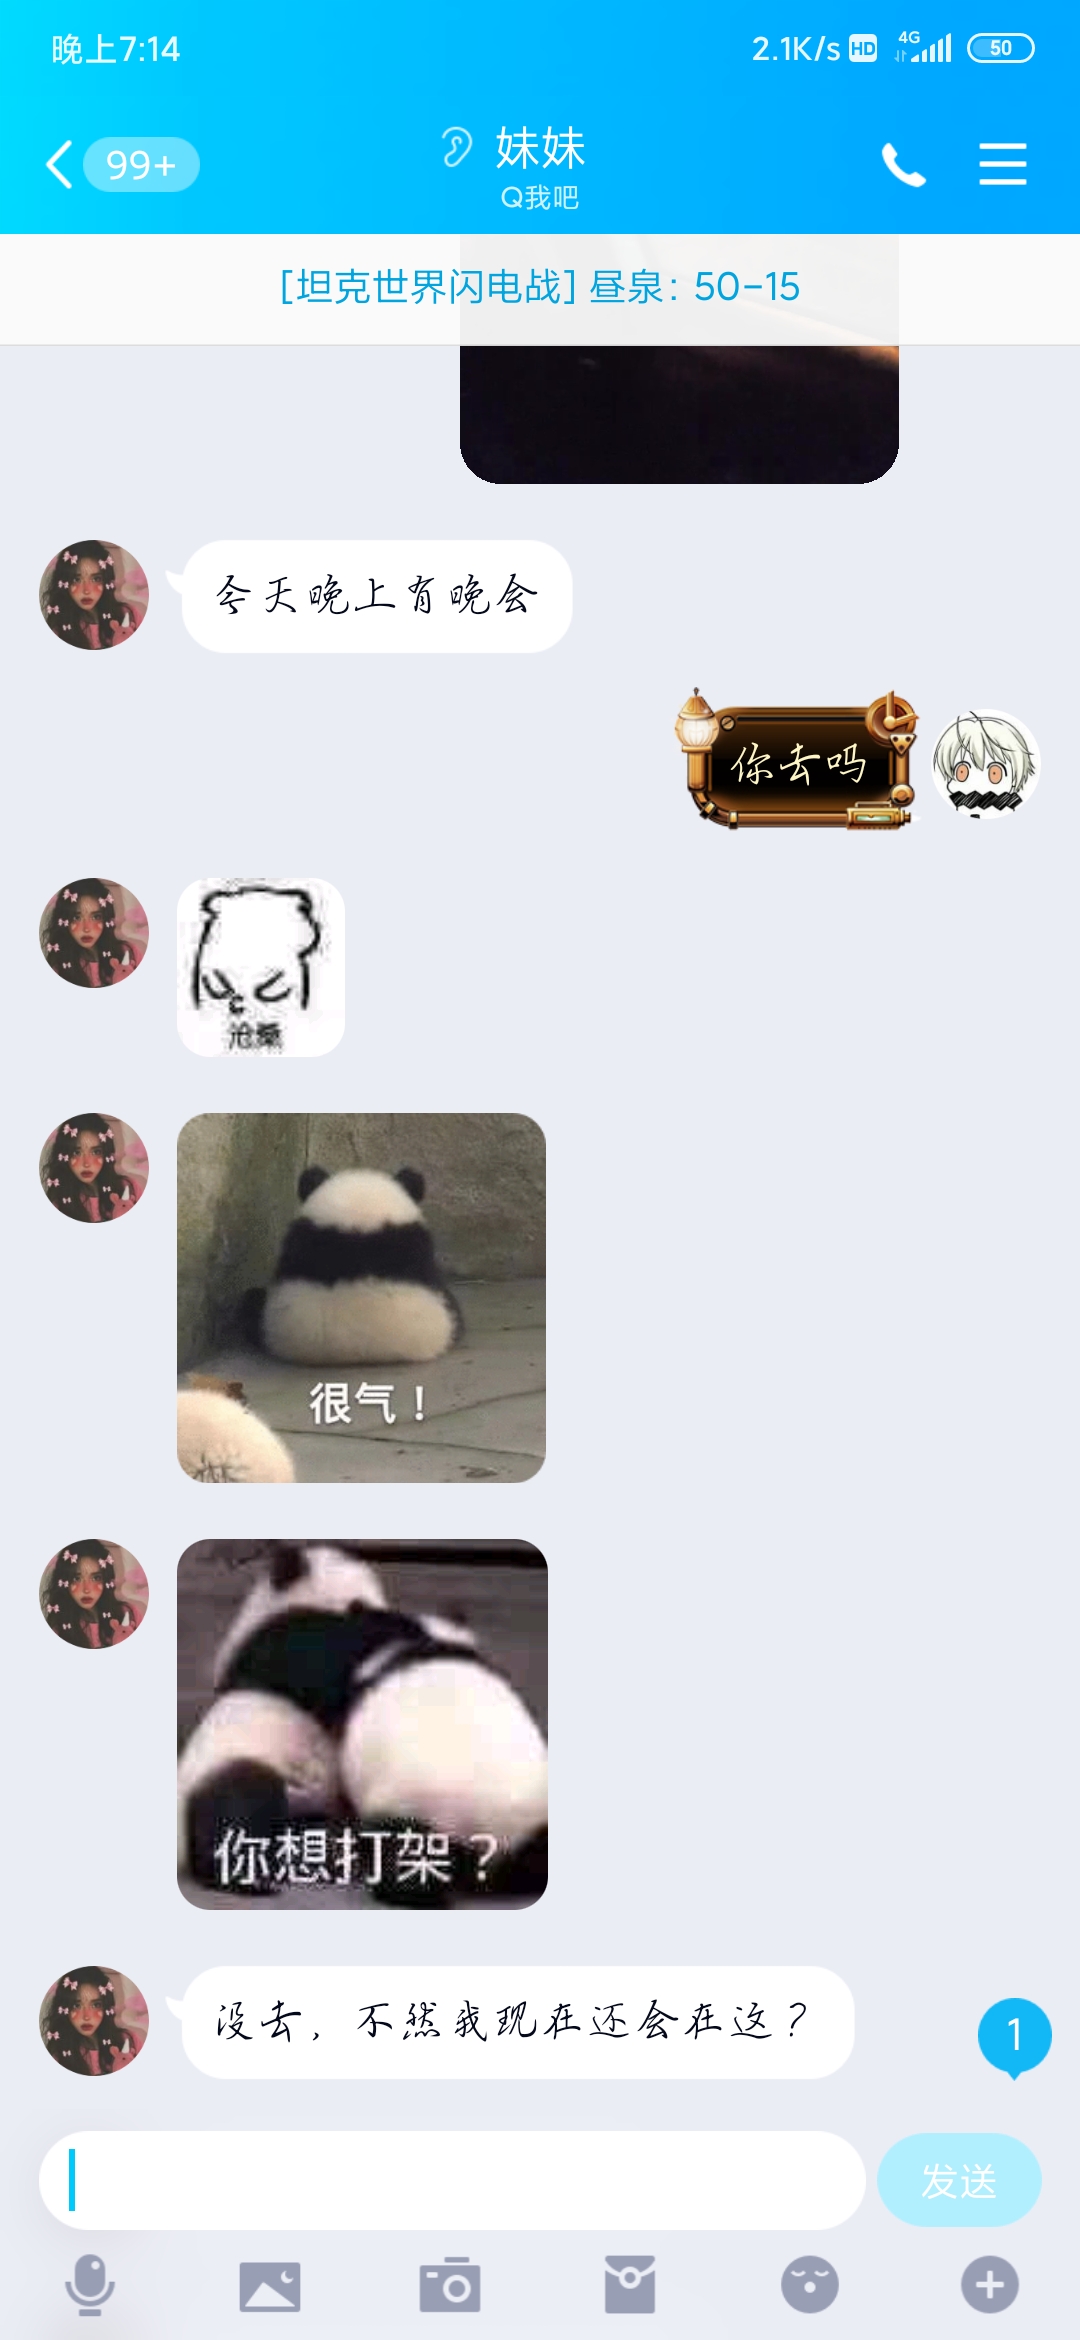 晚上7:14
2.1K/s HD 4G 50
99+
妹妹
Q我吧
[坦克世界闪电战] 昼泉: 50-15
今天晚上有晚会
你去吗
沧桑
很气！
你想打架？
没去，不然我现在还会在这？
1
发送